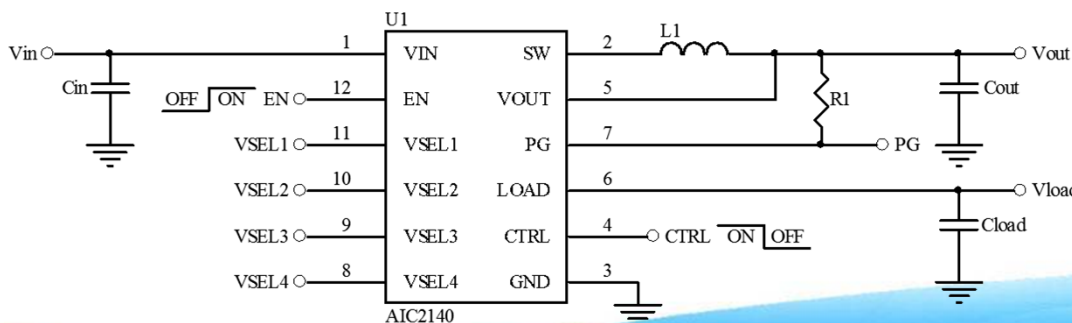 U1
Vin 1 VIN SW 2 L1 Vout
Cin OFF ON EN 12 EN VOUT 5 R1 Cout
VSEL1 11 VSEL1 PG 7 PG
VSEL2 10 VSEL2 LOAD 6 Vload
VSEL3 9 VSEL3 CTRL 4 CTRL ON OFF Cload
VSEL4 8 VSEL4 GND 3
AIC2140